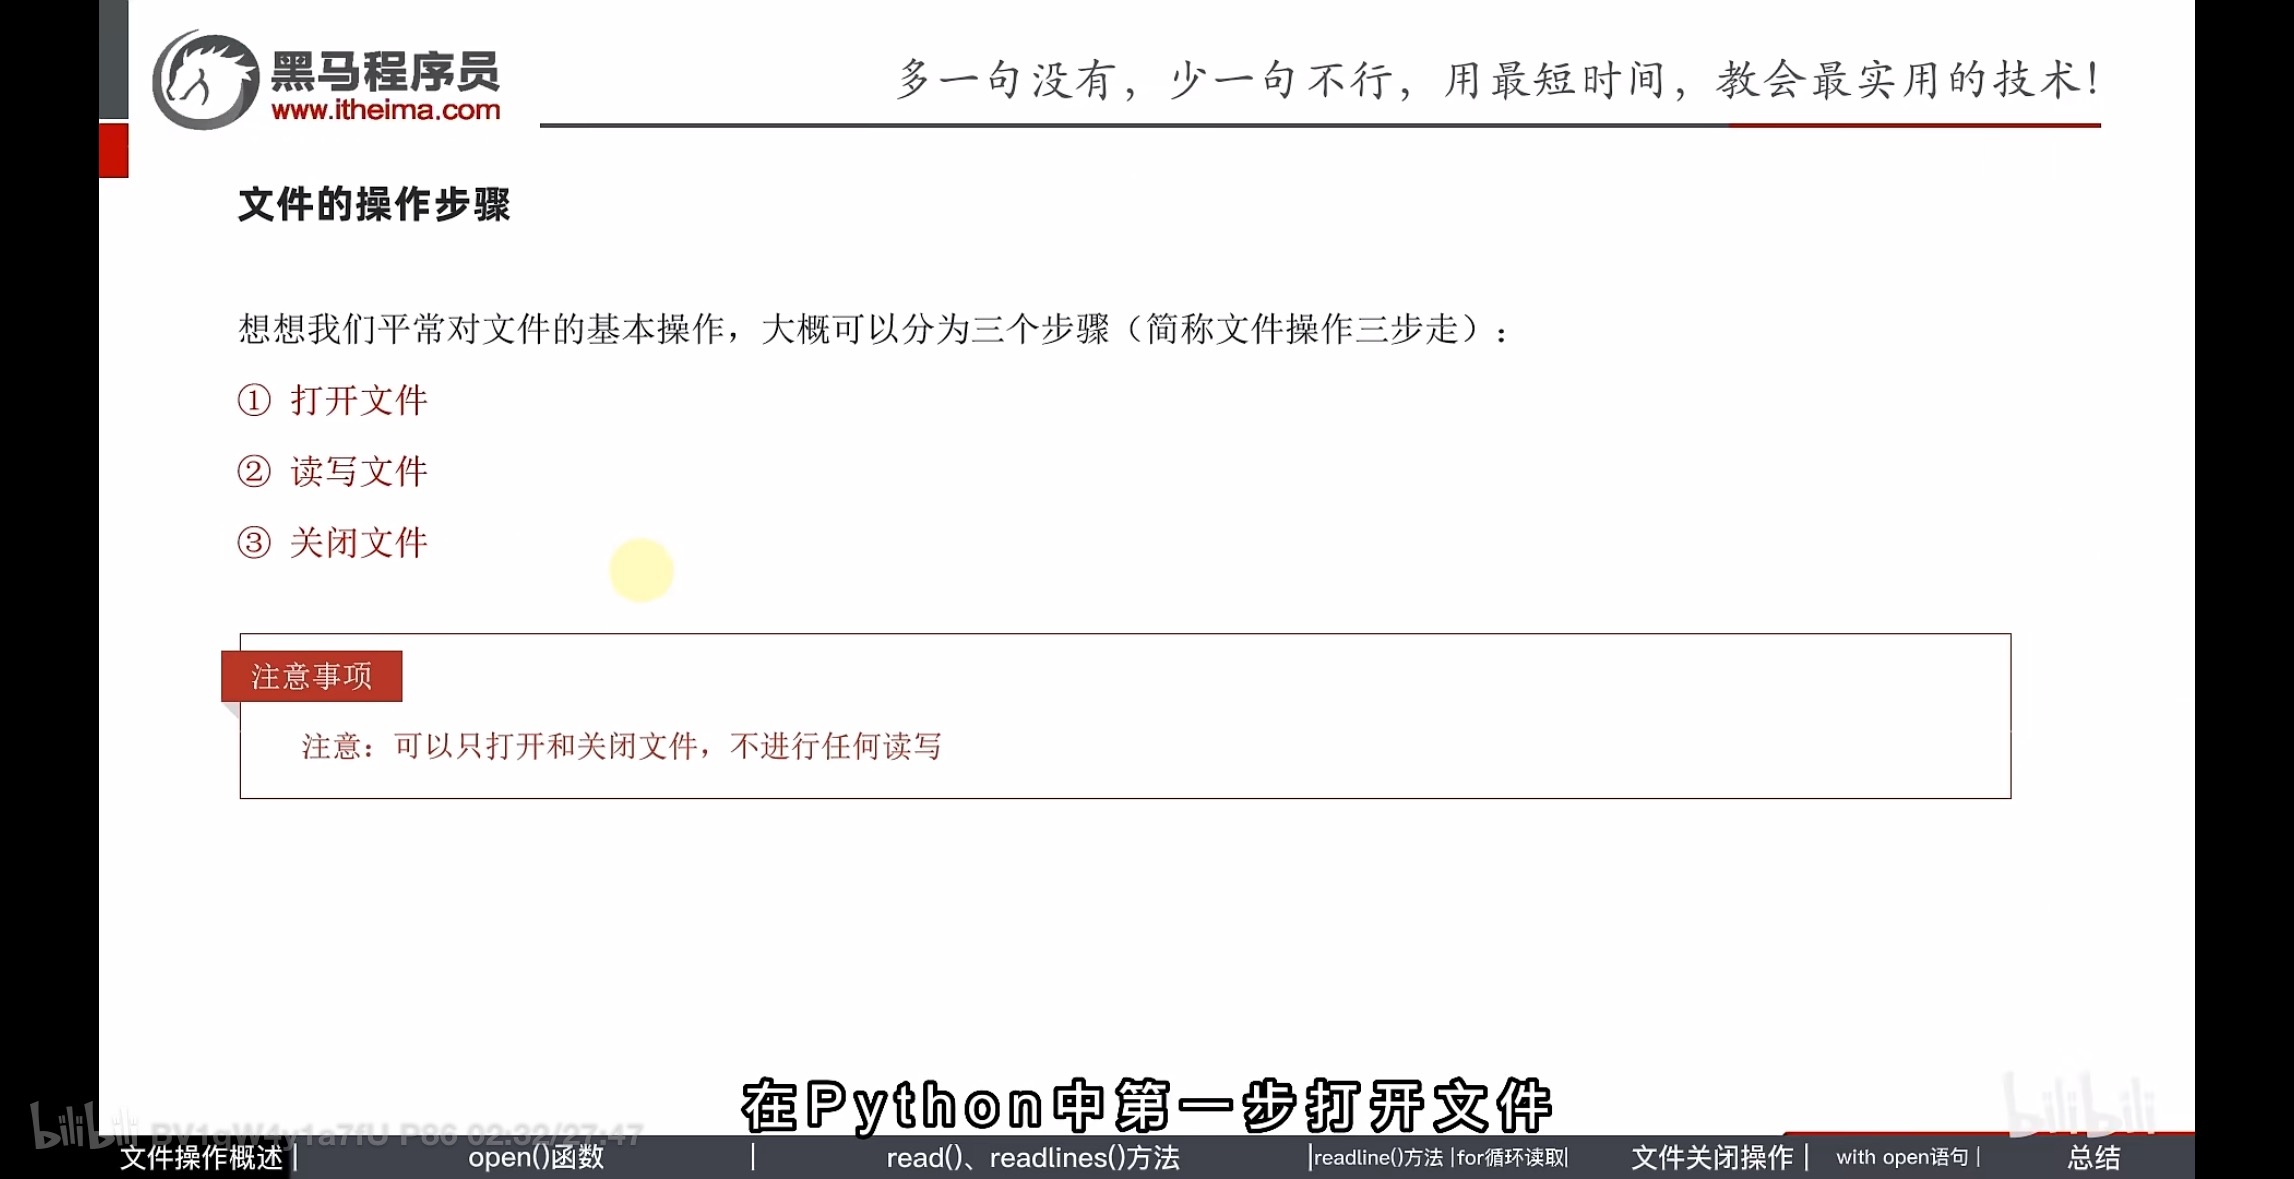 黑马程序员
www.itheima.com
多一句没有，少一句不行，用最短时间，教会最实用的技术！
文件的操作步骤
想想我们平常对文件的基本操作，大概可以分为三个步骤（简称文件操作三步走）：
① 打开文件
② 读写文件
③ 关闭文件
注意事项
注意：可以只打开和关闭文件，不进行任何读写
在Python中第一步打开文件
bilibili BV1qW4y1a7fU P86 02:32/27:47
bilibili
文件操作概述| open()函数 | read()、readlines()方法 |readline()方法 |for循环读取| 文件关闭操作| with open语句| 总结